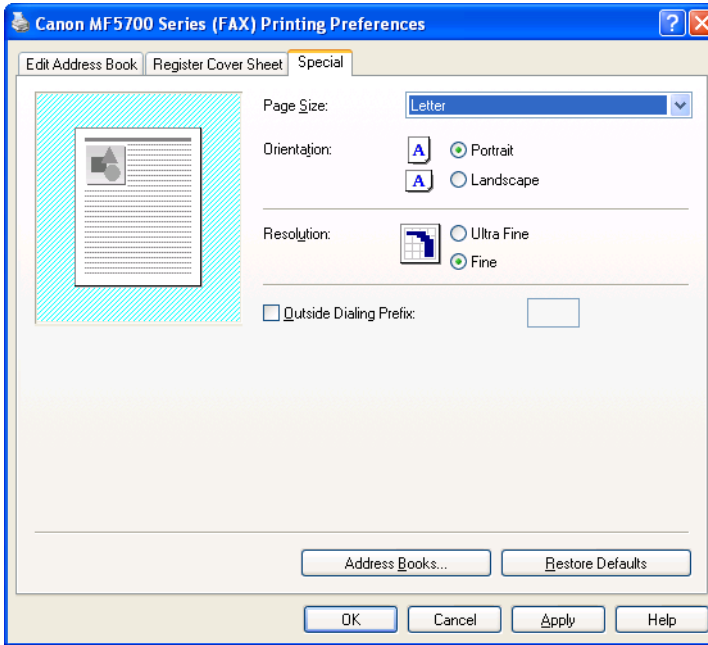 Canon MF5700 Series (FAX) Printing Preferences
Edit Address Book Register Cover Sheet Special
Page Size: Letter
Orientation: A Portrait
A Landscape
Resolution: Ultra Fine
Fine
Outside Dialing Prefix:
Address Books... Restore Defaults
OK Cancel Apply Help